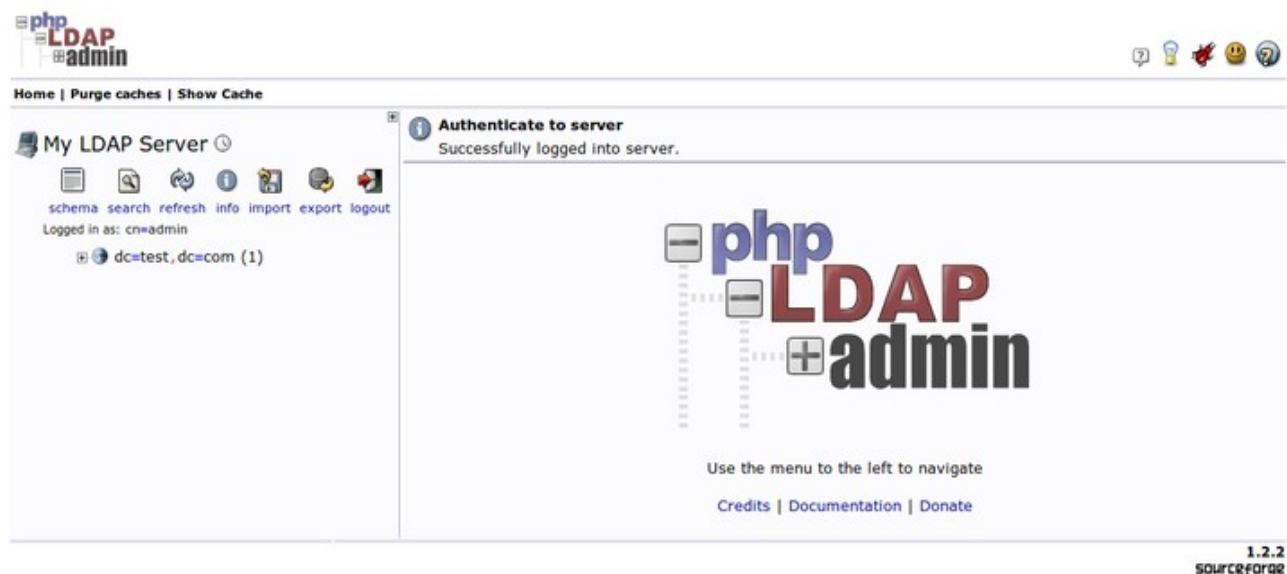 php
LDAP
admin
Home | Purge caches | Show Cache
My LDAP Server
schema search refresh info import export logout
Logged in as: cn=admin
dc=test,dc=com (1)
Authenticate to server
Successfully logged into server.
php
LDAP
admin
Use the menu to the left to navigate
Credits | Documentation | Donate
1.2.2
sourceforge